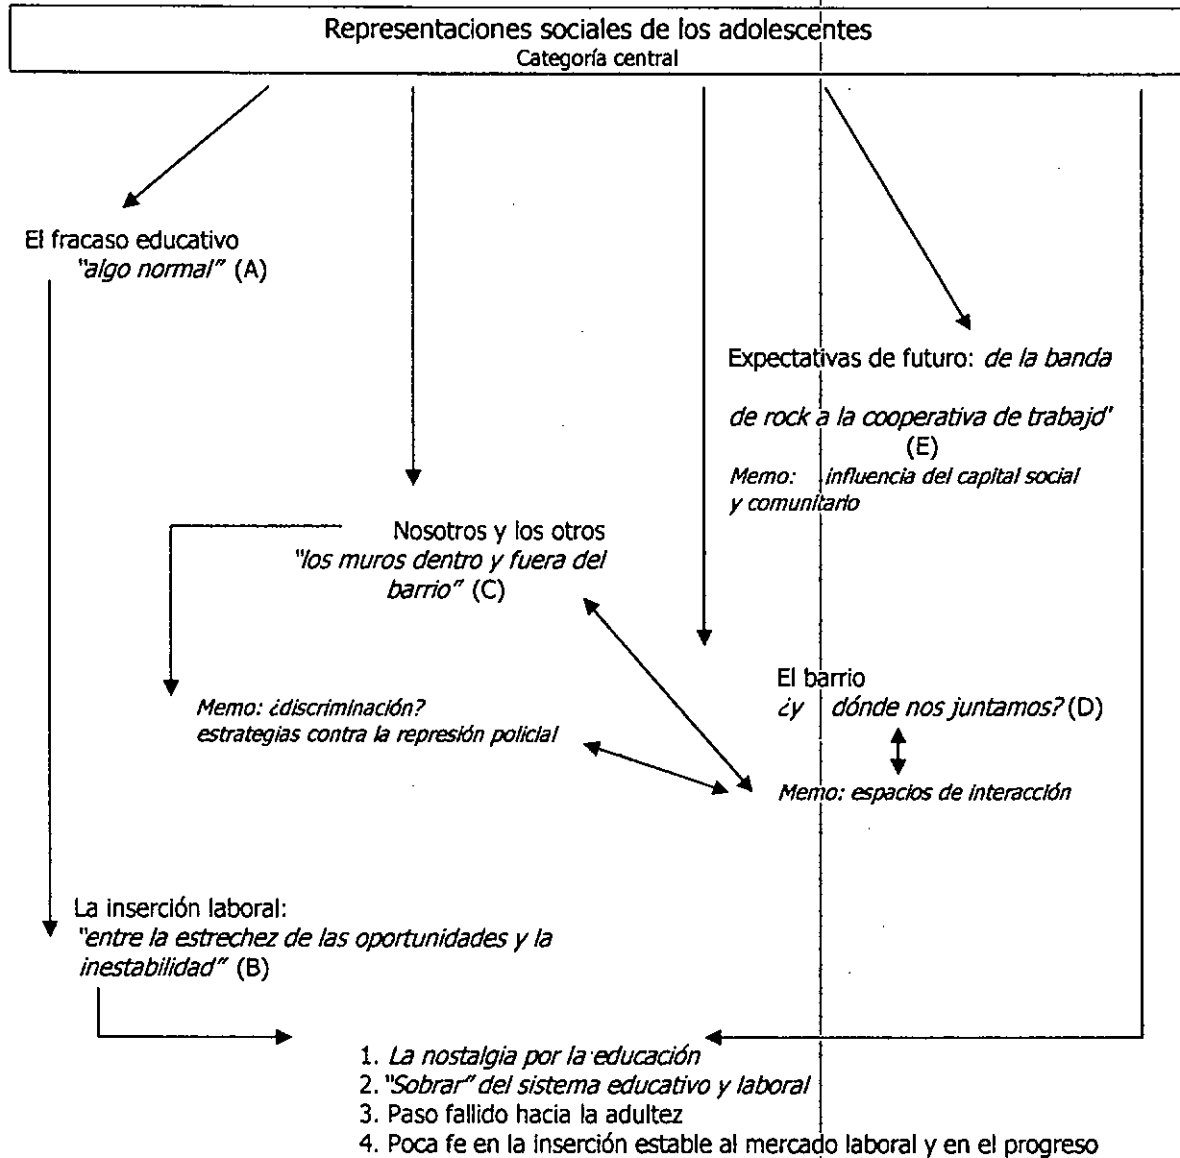 Representaciones sociales de los adolescentes
Categoría central
El fracaso educativo
"algo normal" (A)
Expectativas de futuro: de la banda
de rock a la cooperativa de trabajo"
(E)
Memo: influencia del capital social
y comunitario
Nosotros y los otros
"los muros dentro y fuera del
barrio" (C)
El barrio
¿y dónde nos juntamos? (D)
Memo: ¿discriminación?
estrategias contra la represión policial
Memo: espacios de interacción
La inserción laboral:
"entre la estrechez de las oportunidades y la
inestabilidad" (B)
1. La nostalgia por la educación
2. "Sobrar" del sistema educativo y laboral
3. Paso fallido hacia la adultez
4. Poca fe en la inserción estable al mercado laboral y en el progreso